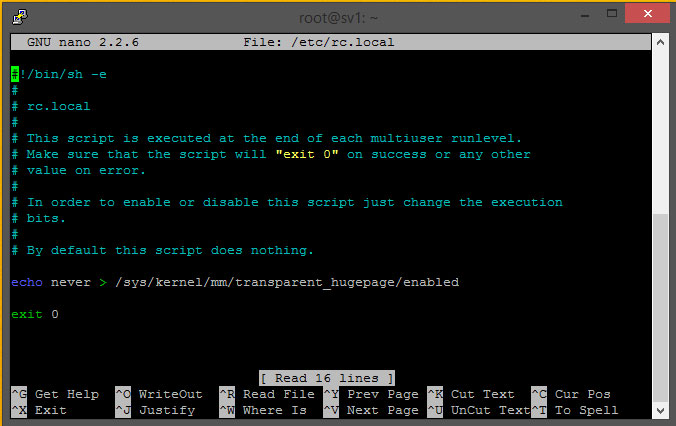 root@sv1: ~
GNU nano 2.2.6 File: /etc/rc.local
#!/bin/sh -e
#
# rc.local
#
# This script is executed at the end of each multiuser runlevel.
# Make sure that the script will "exit 0" on success or any other
# value on error.
#
# In order to enable or disable this script just change the execution
# bits.
#
# By default this script does nothing.
echo never > /sys/kernel/mm/transparent_hugepage/enabled
exit 0
[ Read 16 lines ]
^G Get Help ^O WriteOut ^R Read File ^Y Prev Page ^K Cut Text ^C Cur Pos
^X Exit ^J Justify ^W Where Is ^V Next Page ^U UnCut Text ^T To Spell